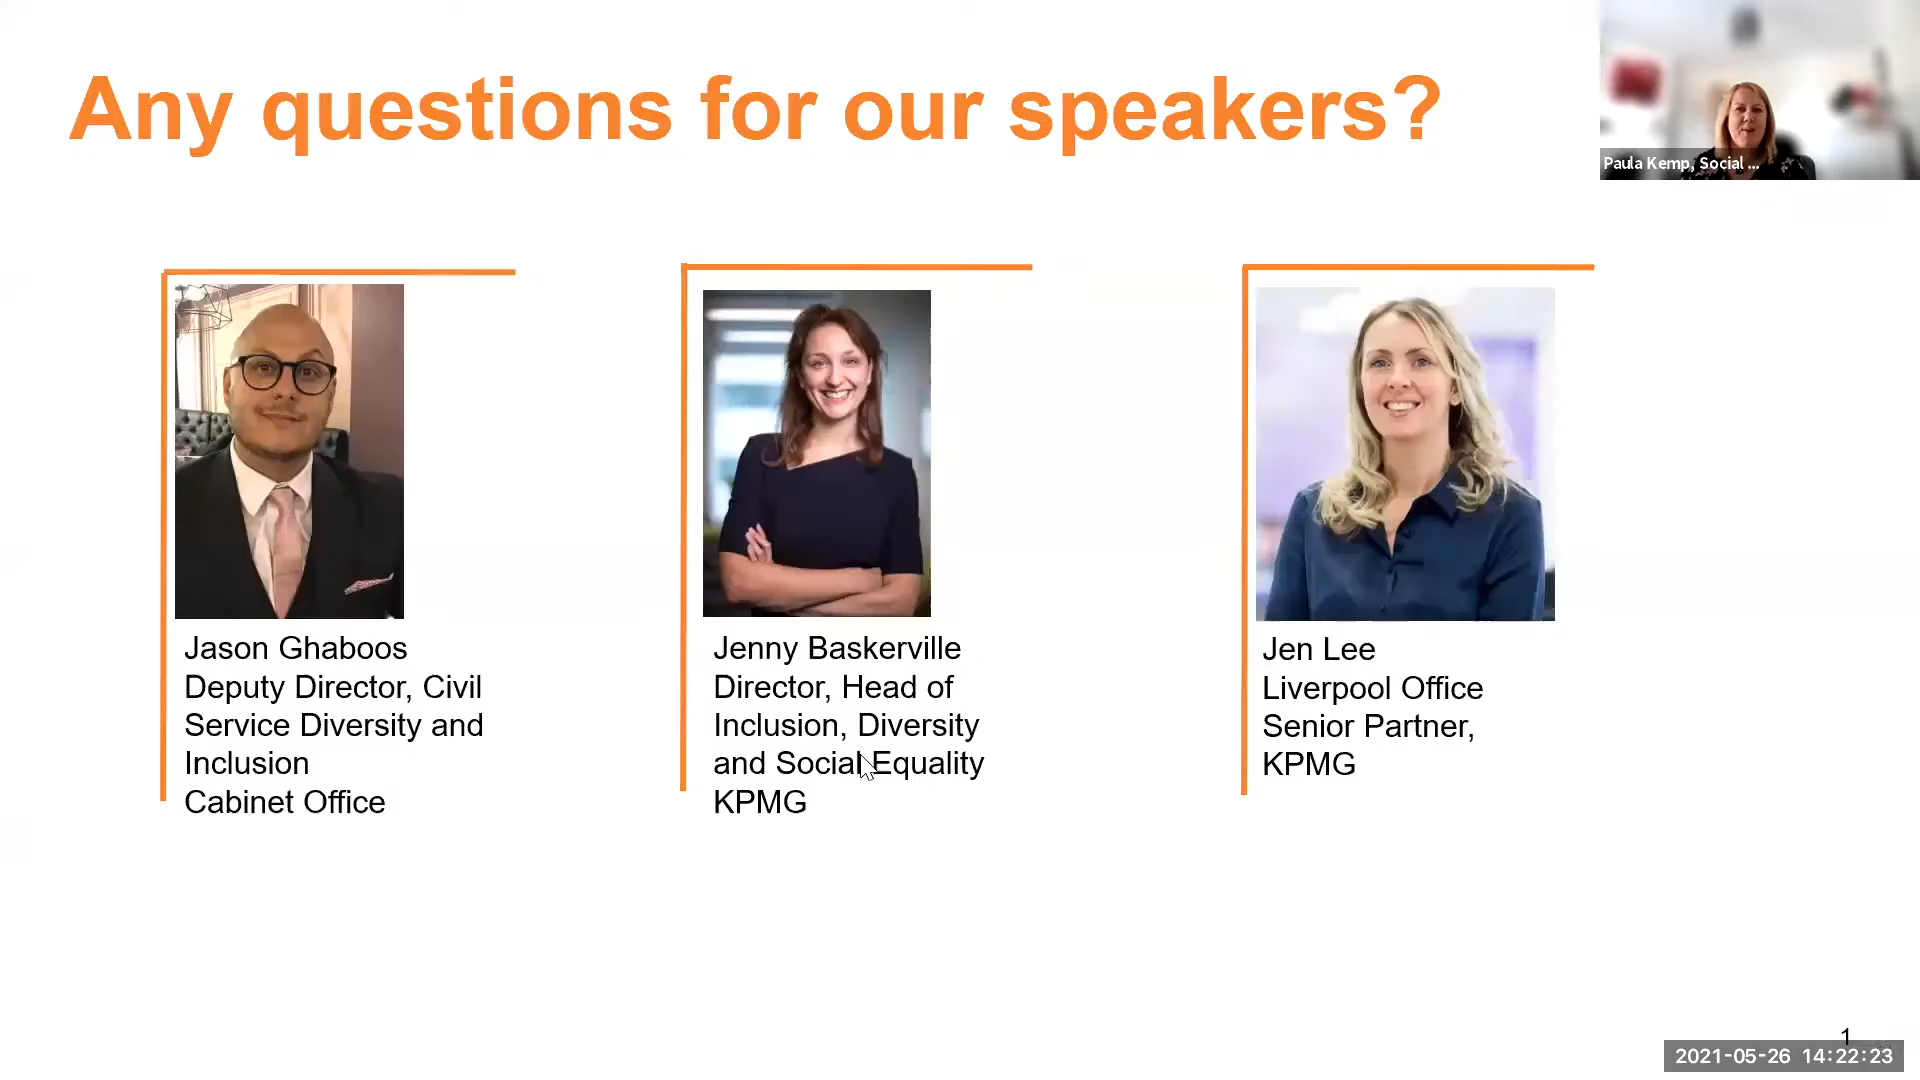 Any questions for our speakers?
Paula Kemp, Social ...
Jason Ghaboos
Deputy Director, Civil
Service Diversity and
Inclusion
Cabinet Office
Jenny Baskerville
Director, Head of
Inclusion, Diversity
and Social Equality
KPMG
Jen Lee
Liverpool Office
Senior Partner,
KPMG
1
2021-05-26 14:22:23